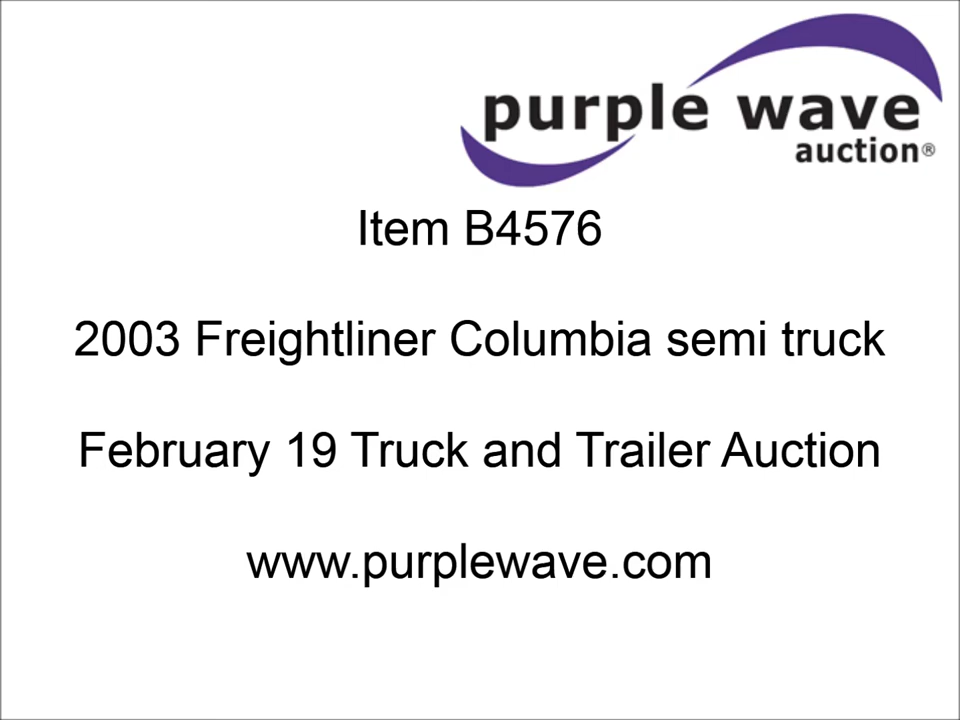 purple wave
auction®
Item B4576
2003 Freightliner Columbia semi truck
February 19 Truck and Trailer Auction
www.purplewave.com